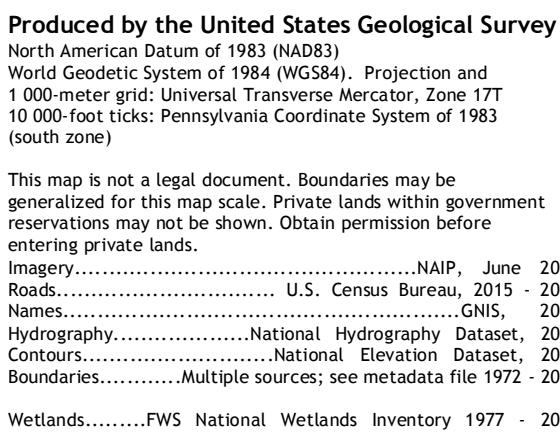 Produced by the United States Geological Survey
North American Datum of 1983 (NAD83)
World Geodetic System of 1984 (WGS84). Projection and
1 000-meter grid: Universal Transverse Mercator, Zone 17T
10 000-foot ticks: Pennsylvania Coordinate System of 1983
(south zone)
This map is not a legal document. Boundaries may be
generalized for this map scale. Private lands within government
reservations may not be shown. Obtain permission before
entering private lands.
Imagery.................................................NAIP, June 20
Roads............................... U.S. Census Bureau, 2015 - 20
Names.........................................................GNIS, 20
Hydrography....................National Hydrography Dataset, 20
Contours............................National Elevation Dataset, 20
Boundaries............Multiple sources; see metadata file 1972 - 20
Wetlands.........FWS National Wetlands Inventory 1977 - 20